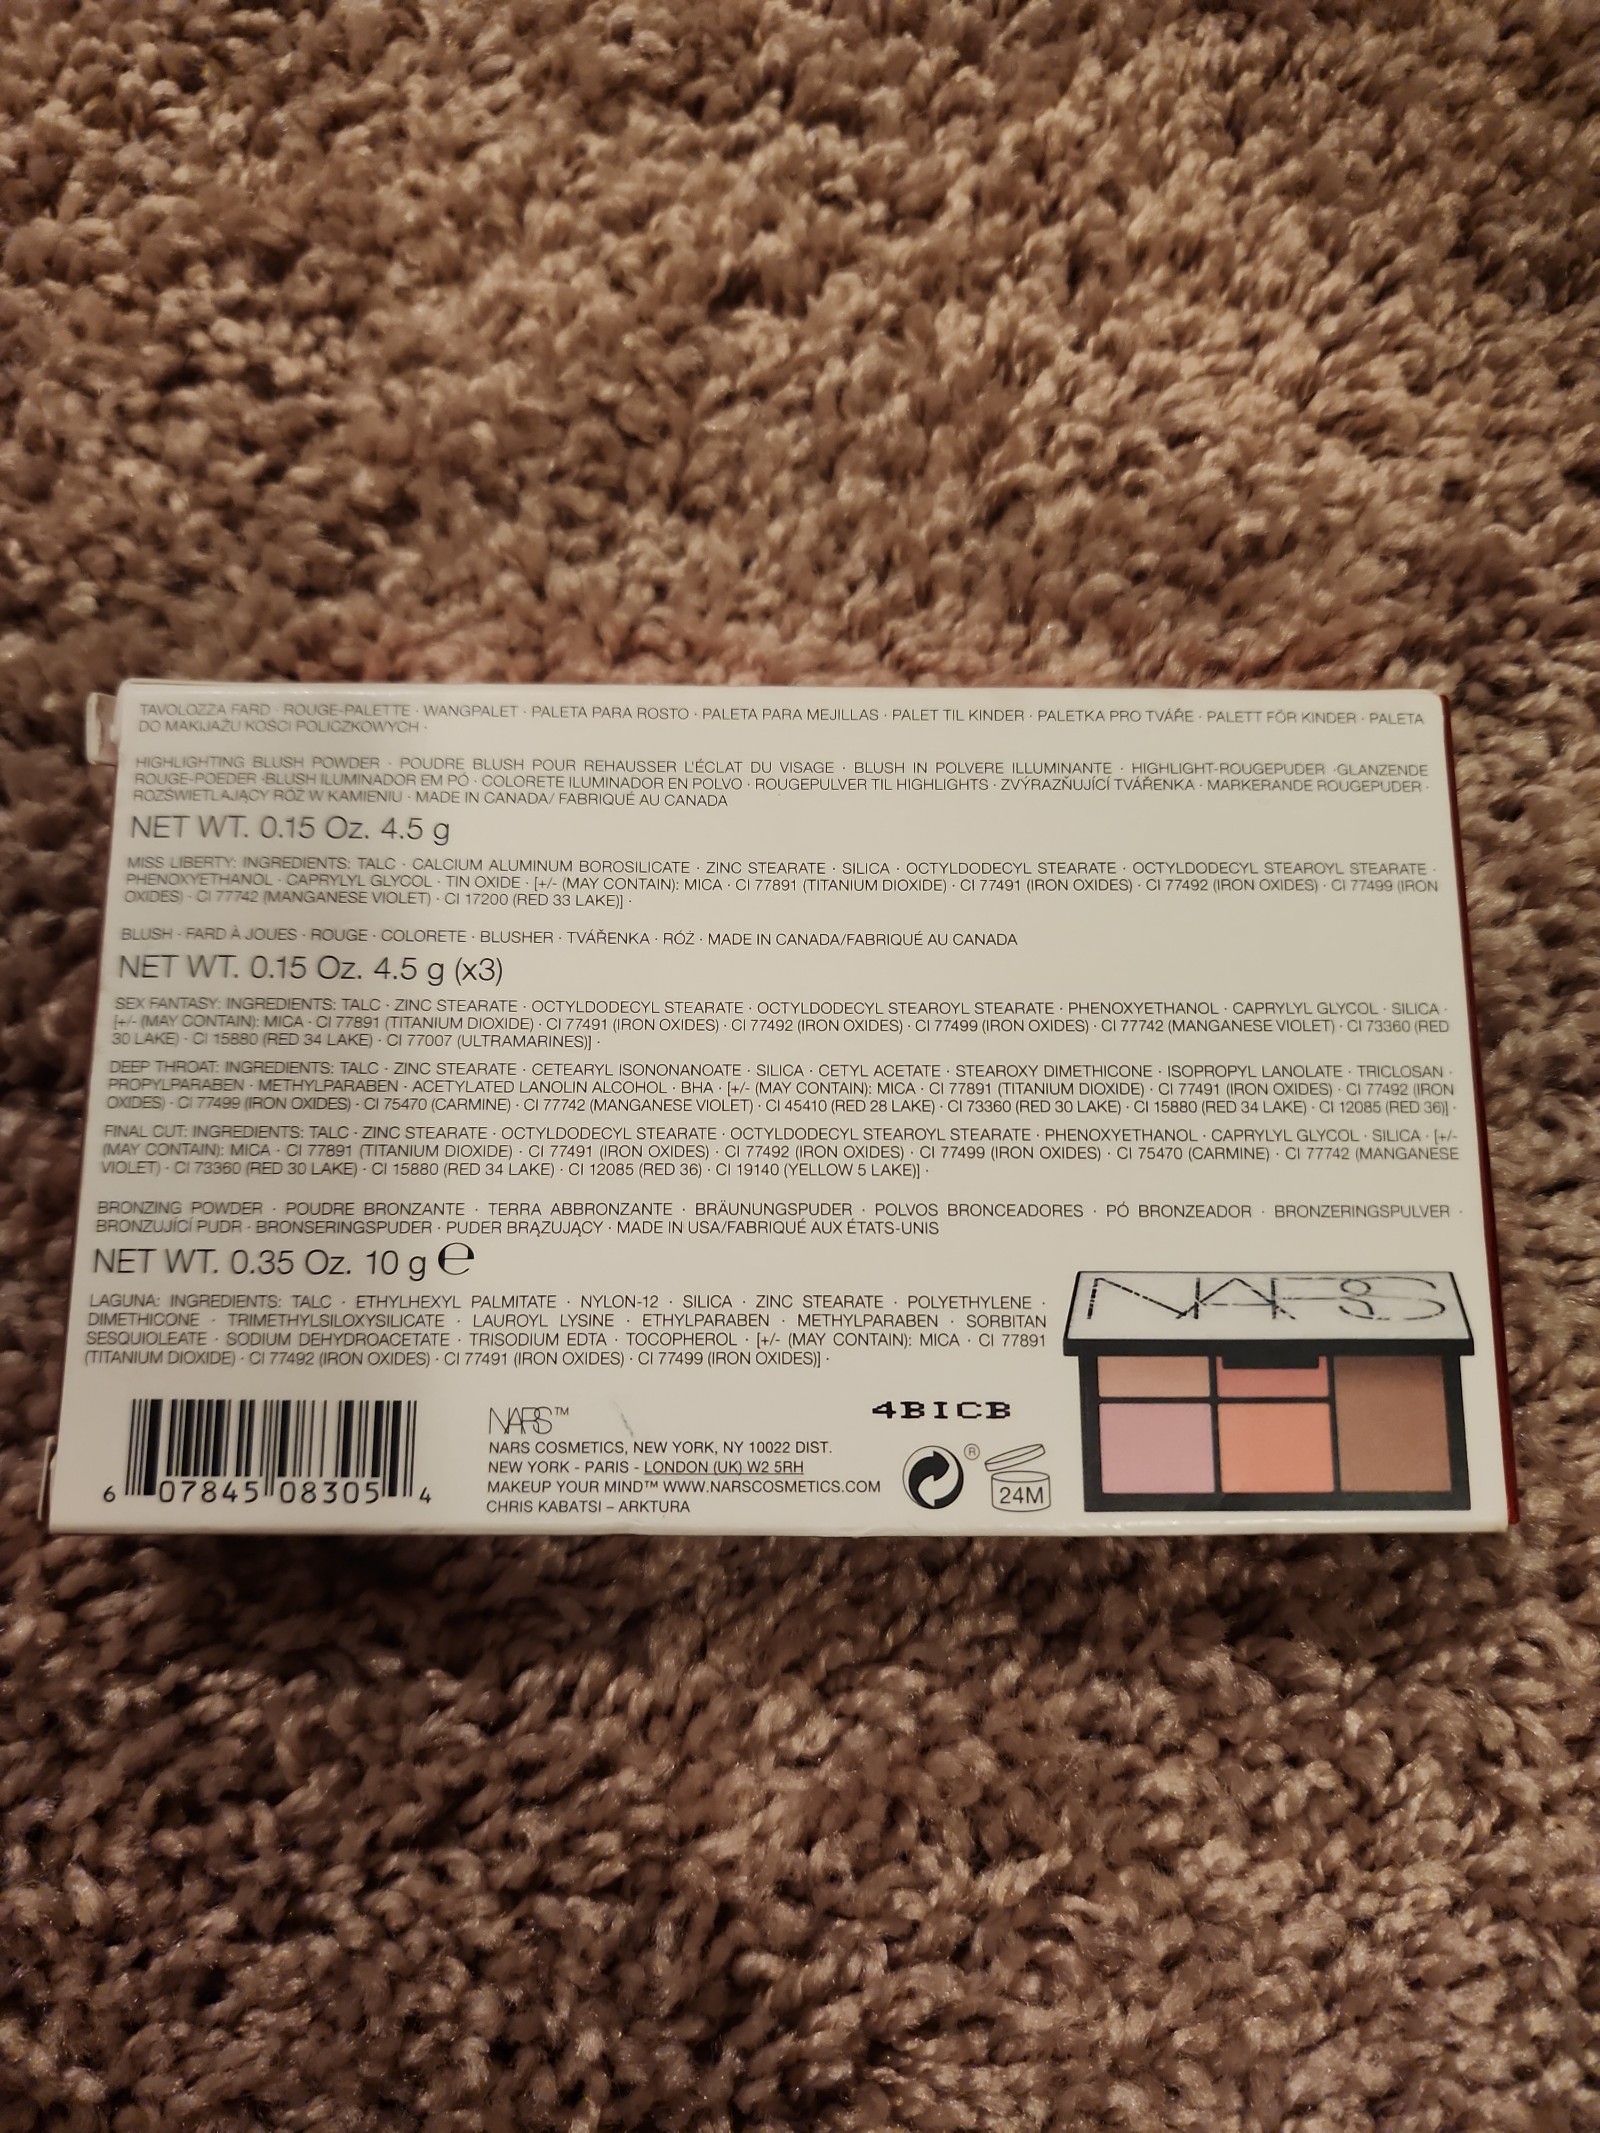 TAVOLOZZA FARD · ROUGE-PALETTE · WANGPALET · PALETA PARA ROSTO · PALETA PARA MEJILLAS · PALET TIL KINDER · PALETKA PRO TVÁŘE · PALETT FÖR KINDER · PALETA
DO MAKIJAŻU KOŚCI POLICZKOWYCH ·
HIGHLIGHTING BLUSH POWDER · POUDRE BLUSH POUR REHAUSSER L'ÉCLAT DU VISAGE · BLUSH IN POLVERE ILLUMINANTE · HIGHLIGHT-ROUGEPUDER ·GLANZENDE
ROUGE-POEDER ·BLUSH ILUMINADOR EM PÓ · COLORETE ILUMINADOR EN POLVO · ROUGEPULVER TIL HIGHLIGHTS · ZVÝRAZŇUJÍCÍ TVÁŘENKA · MARKERANDE ROUGEPUDER ·
ROZŚWIETLAJĄCY RÓŻ W KAMIENIU · MADE IN CANADA/ FABRIQUÉ AU CANADA
NET WT. 0.15 Oz. 4.5 g
MISS LIBERTY: INGREDIENTS: TALC · CALCIUM ALUMINUM BOROSILICATE · ZINC STEARATE · SILICA · OCTYLDODECYL STEARATE · OCTYLDODECYL STEAROYL STEARATE ·
PHENOXYETHANOL · CAPRYLYL GLYCOL · TIN OXIDE · [+/- (MAY CONTAIN): MICA · CI 77891 (TITANIUM DIOXIDE) · CI 77491 (IRON OXIDES) · CI 77492 (IRON OXIDES) · CI 77499 (IRON
OXIDES) · CI 77742 (MANGANESE VIOLET) · CI 17200 (RED 33 LAKE)] ·
BLUSH · FARD À JOUES · ROUGE · COLORETE · BLUSHER · TVÁŘENKA · RÓŻ · MADE IN CANADA/FABRIQUÉ AU CANADA
NET WT. 0.15 Oz. 4.5 g (x3)
SEX FANTASY: INGREDIENTS: TALC · ZINC STEARATE · OCTYLDODECYL STEARATE · OCTYLDODECYL STEAROYL STEARATE · PHENOXYETHANOL · CAPRYLYL GLYCOL · SILICA ·
[+/- (MAY CONTAIN): MICA · CI 77891 (TITANIUM DIOXIDE) · CI 77491 (IRON OXIDES) · CI 77492 (IRON OXIDES) · CI 77499 (IRON OXIDES) · CI 77742 (MANGANESE VIOLET) · CI 73360 (RED
30 LAKE) · CI 15880 (RED 34 LAKE) · CI 77007 (ULTRAMARINES)] ·
DEEP THROAT: INGREDIENTS: TALC · ZINC STEARATE · CETEARYL ISONONANOATE · SILICA · CETYL ACETATE · STEAROXY DIMETHICONE · ISOPROPYL LANOLATE · TRICLOSAN ·
PROPYLPARABEN · METHYLPARABEN · ACETYLATED LANOLIN ALCOHOL · BHA · [+/- (MAY CONTAIN): MICA · CI 77891 (TITANIUM DIOXIDE) · CI 77491 (IRON OXIDES) · CI 77492 (IRON
OXIDES) · CI 77499 (IRON OXIDES) · CI 75470 (CARMINE) · CI 77742 (MANGANESE VIOLET) · CI 45410 (RED 28 LAKE) · CI 73360 (RED 30 LAKE) · CI 15880 (RED 34 LAKE) · CI 12085 (RED 36)] ·
FINAL CUT: INGREDIENTS: TALC · ZINC STEARATE · OCTYLDODECYL STEARATE · OCTYLDODECYL STEAROYL STEARATE · PHENOXYETHANOL · CAPRYLYL GLYCOL · SILICA · [+/-
(MAY CONTAIN): MICA · CI 77891 (TITANIUM DIOXIDE) · CI 77491 (IRON OXIDES) · CI 77492 (IRON OXIDES) · CI 77499 (IRON OXIDES) · CI 75470 (CARMINE) · CI 77742 (MANGANESE
VIOLET) · CI 73360 (RED 30 LAKE) · CI 15880 (RED 34 LAKE) · CI 12085 (RED 36) · CI 19140 (YELLOW 5 LAKE)] ·
BRONZING POWDER · POUDRE BRONZANTE · TERRA ABBRONZANTE · BRÄUNUNGSPUDER · POLVOS BRONCEADORES · PÓ BRONZEADOR · BRONZERINGSPULVER ·
BRONZUJÍCÍ PUDR · BRONSERINGSPUDER · PUDER BRĄZUJĄCY · MADE IN USA/FABRIQUÉ AUX ÉTATS-UNIS
NET WT. 0.35 Oz. 10 g ℮
LAGUNA: INGREDIENTS: TALC · ETHYLHEXYL PALMITATE · NYLON-12 · SILICA · ZINC STEARATE · POLYETHYLENE ·
DIMETHICONE · TRIMETHYLSILOXYSILICATE · LAUROYL LYSINE · ETHYLPARABEN · METHYLPARABEN · SORBITAN
SESQUIOLEATE · SODIUM DEHYDROACETATE · TRISODIUM EDTA · TOCOPHEROL · [+/- (MAY CONTAIN): MICA · CI 77891
(TITANIUM DIOXIDE) · CI 77492 (IRON OXIDES) · CI 77491 (IRON OXIDES) · CI 77499 (IRON OXIDES)] ·
NARS
6 07845 08305 4
NARS™
NARS COSMETICS, NEW YORK, NY 10022 DIST.
NEW YORK - PARIS - LONDON (UK) W2 5RH
MAKEUP YOUR MIND™ WWW.NARSCOSMETICS.COM
CHRIS KABATSI – ARKTURA
4BICB
®
24M